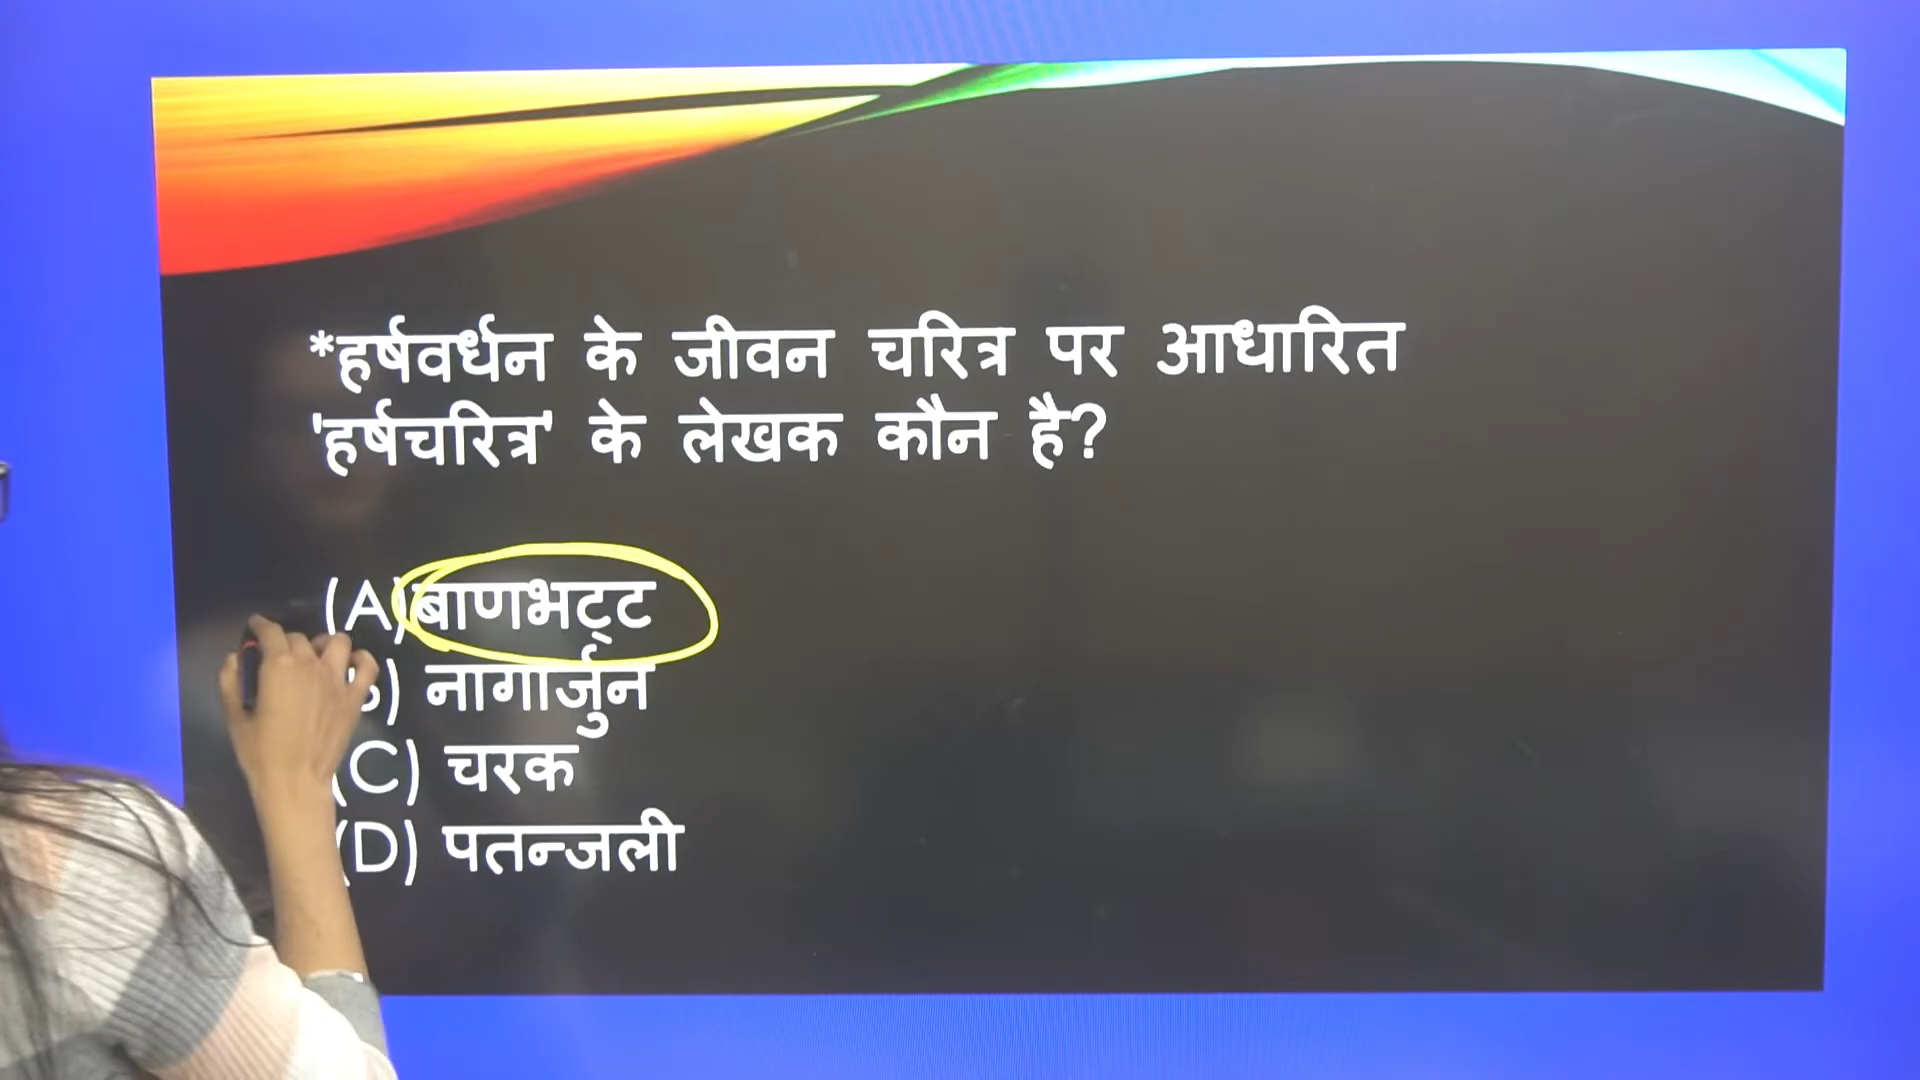 *हर्षवर्धन के जीवन चरित्र पर आधारित
'हर्षचरित्र' के लेखक कौन है?
(A) बाणभट्ट
) नागार्जुन
(C) चरक
(D) पतन्जली